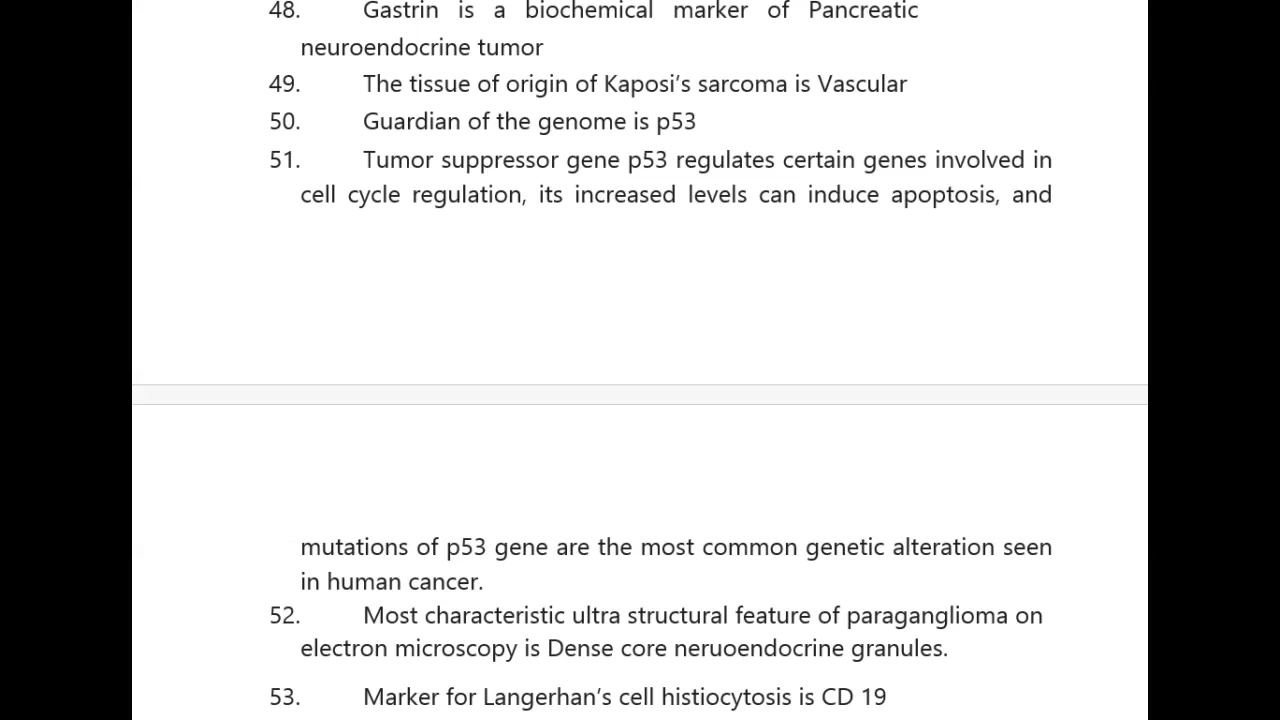 48. Gastrin is a biochemical marker of Pancreatic
neuroendocrine tumor
49. The tissue of origin of Kaposi’s sarcoma is Vascular
50. Guardian of the genome is p53
51. Tumor suppressor gene p53 regulates certain genes involved in
cell cycle regulation, its increased levels can induce apoptosis, and
mutations of p53 gene are the most common genetic alteration seen
in human cancer.
52. Most characteristic ultra structural feature of paraganglioma on
electron microscopy is Dense core neruoendocrine granules.
53. Marker for Langerhan’s cell histiocytosis is CD 19